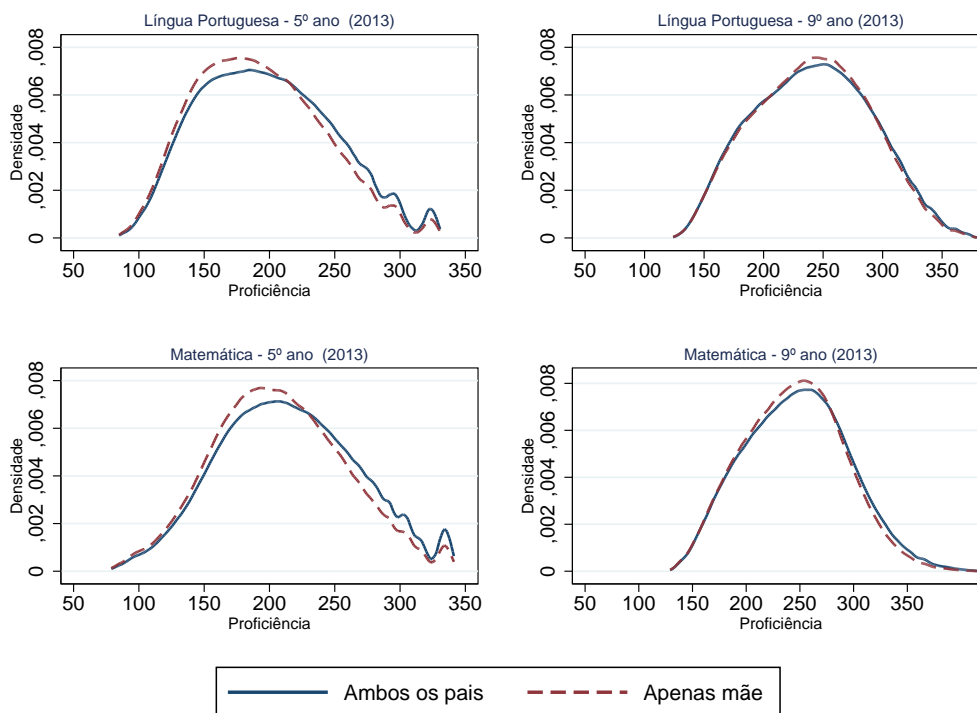 Língua Portuguesa - 5º ano  (2013)
Densidade
0 ,002 ,004 ,006 ,008
50 100 150 200 250 300 350
Proficiência
Língua Portuguesa - 9º ano (2013)
Densidade
0 ,002 ,004 ,006 ,008
50 100 150 200 250 300 350
Proficiência
Matemática - 5º ano  (2013)
Densidade
0 ,002 ,004 ,006 ,008
50 100 150 200 250 300 350
Proficiência
Matemática - 9º ano (2013)
Densidade
0 ,002 ,004 ,006 ,008
50 100 150 200 250 300 350
Proficiência
Ambos os pais
Apenas mãe